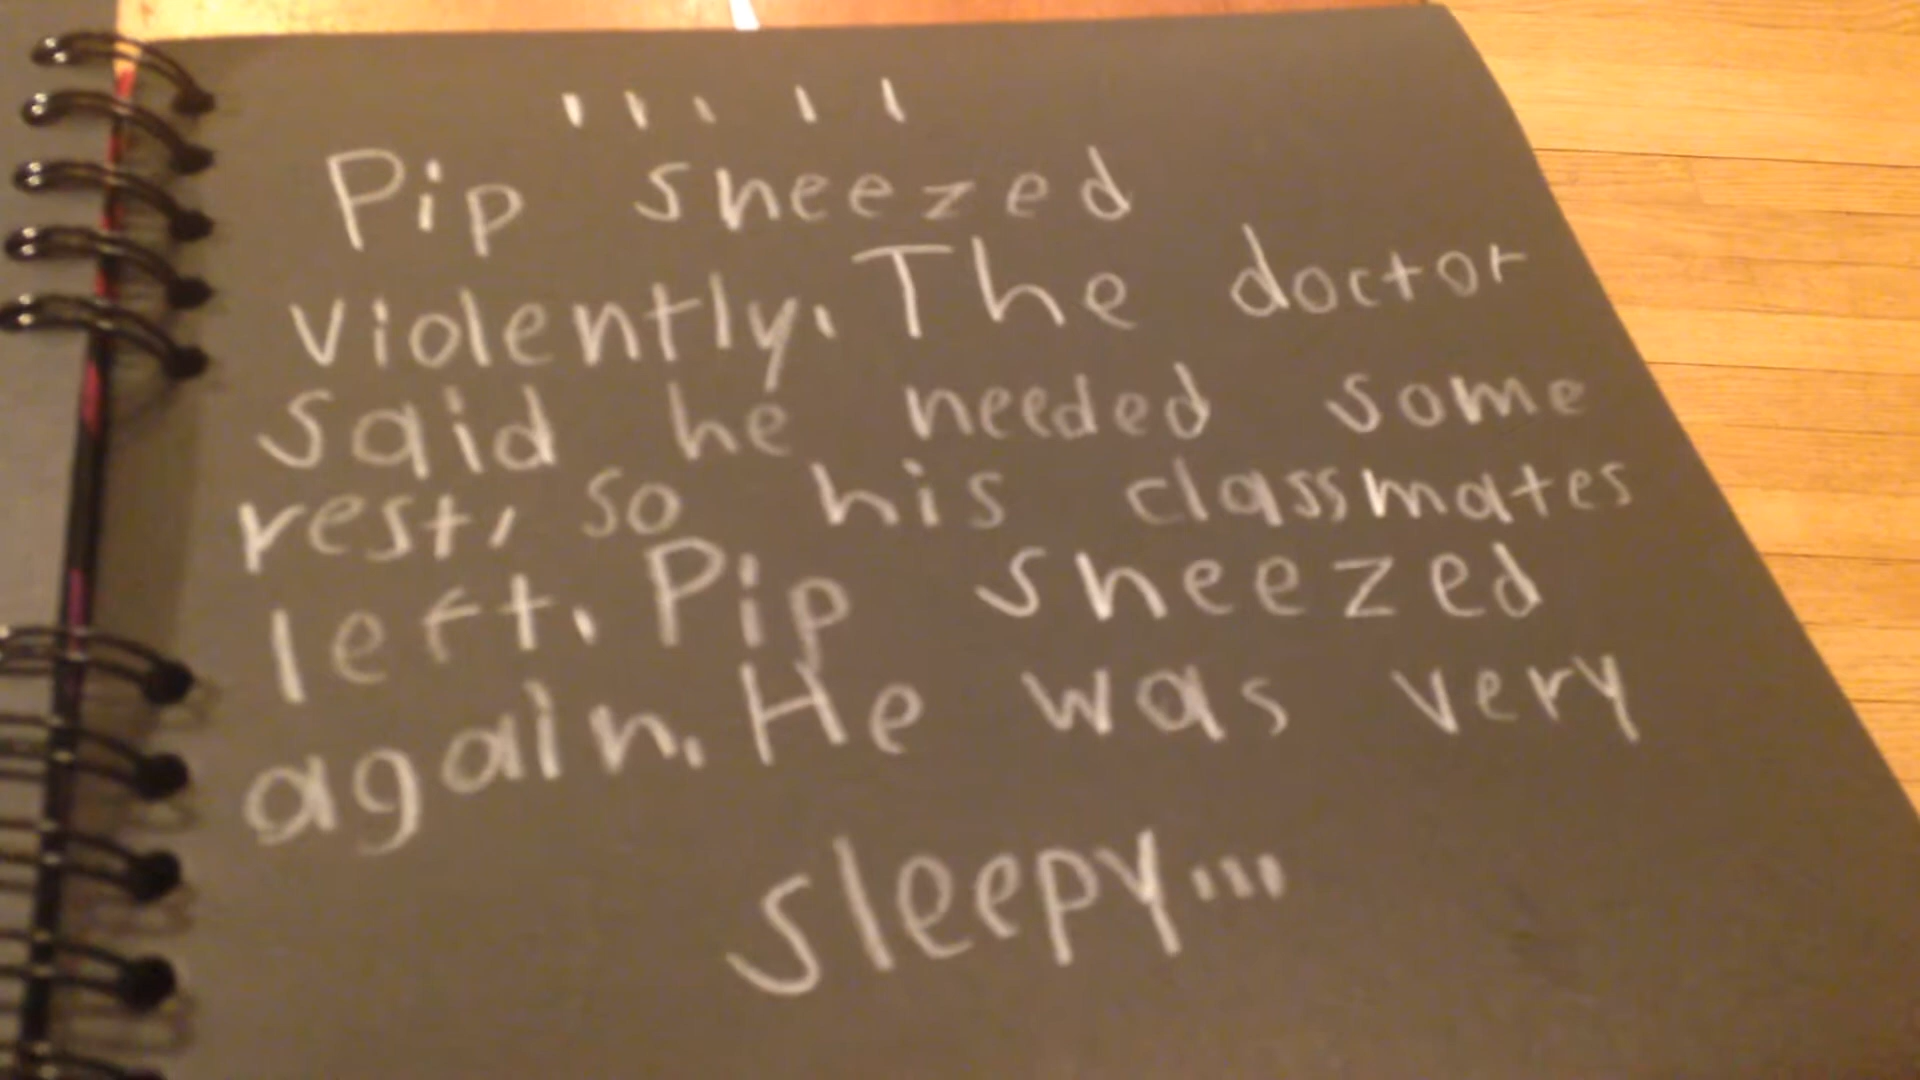 ııııı
Pip sneezed
violently. The doctor
said he needed some
rest, so his classmates
left. Pip sneezed
again. He was very
sleepy...